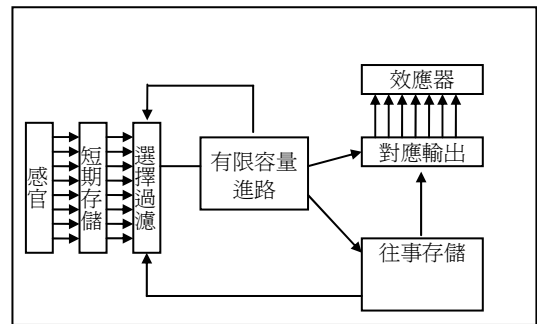 效應器
感官
短期存儲
選擇過濾
有限容量
進路
對應輸出
往事存儲